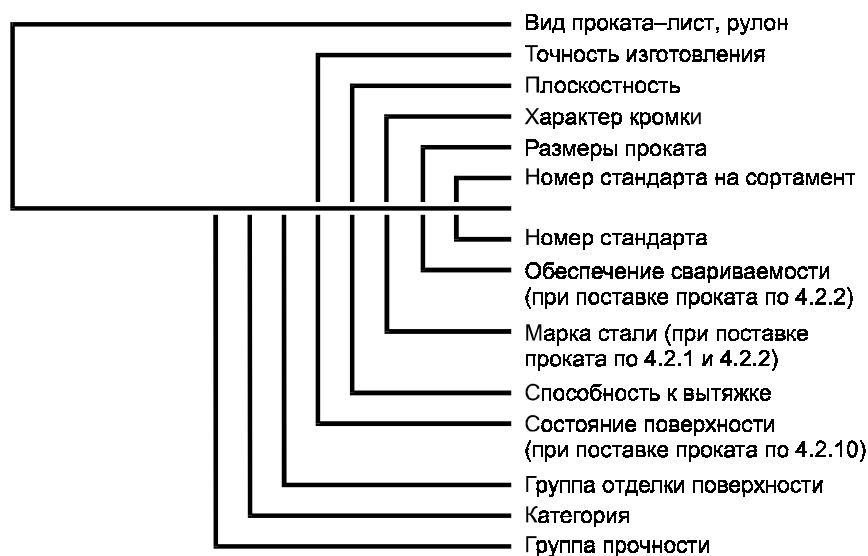 Вид проката–лист, рулон
Точность изготовления
Плоскостность
Характер кромки
Размеры проката
Номер стандарта на сортамент
Номер стандарта
Обеспечение свариваемости
(при поставке проката по 4.2.2)
Марка стали (при поставке
проката по 4.2.1 и 4.2.2)
Способность к вытяжке
Состояние поверхности
(при поставке проката по 4.2.10)
Группа отделки поверхности
Категория
Группа прочности